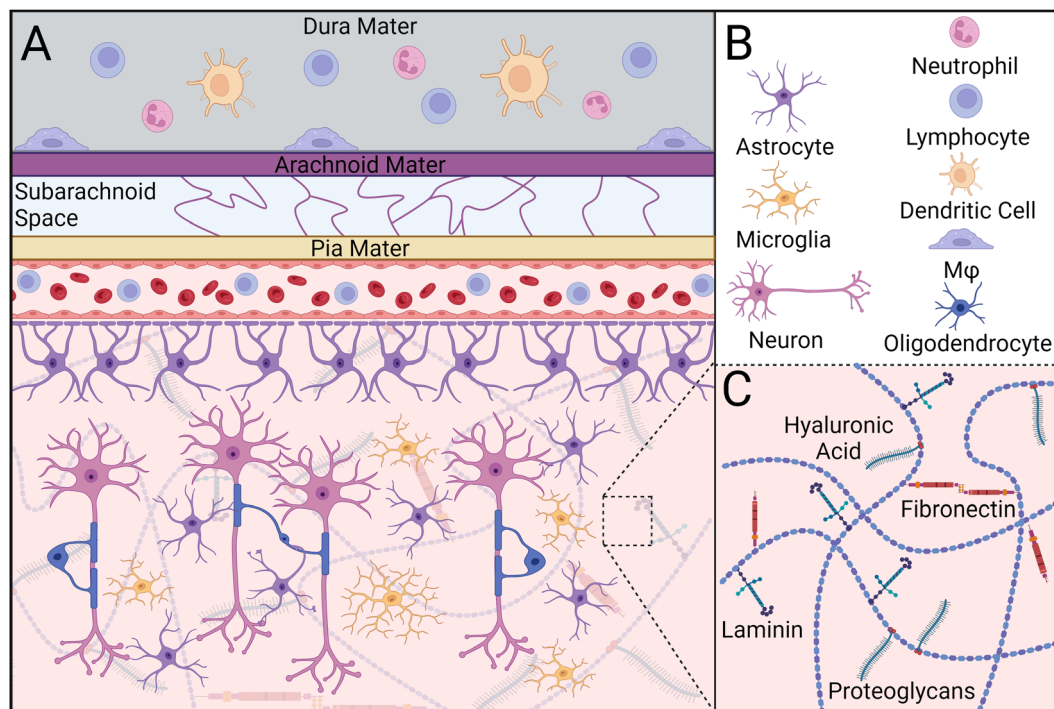 A
Dura Mater
Arachnoid Mater
Subarachnoid
Space
Pia Mater
B
Astrocyte
Microglia
Neuron
Neutrophil
Lymphocyte
Dendritic Cell
Mφ
Oligodendrocyte
C
Hyaluronic
Acid
Fibronectin
Laminin
Proteoglycans